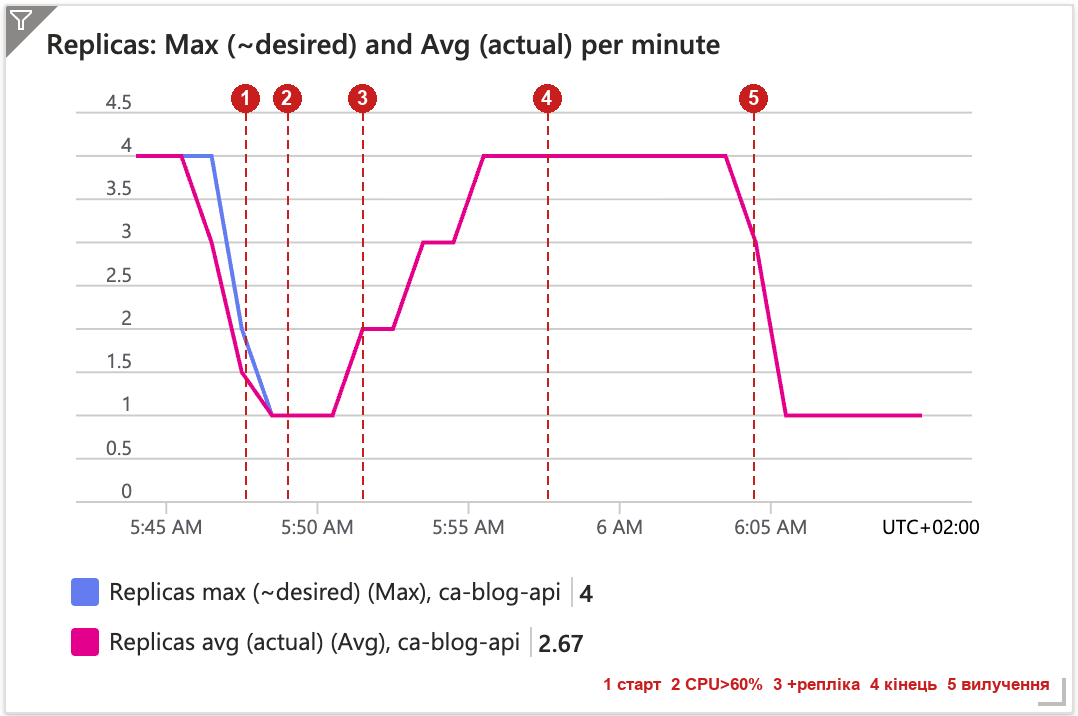 Replicas: Max (~desired) and Avg (actual) per minute
1 2 3 4 5
4.5
4
3.5
3
2.5
2
1.5
1
0.5
0
5:45 AM 5:50 AM 5:55 AM 6 AM 6:05 AM UTC+02:00
Replicas max (~desired) (Max), ca-blog-api 4
Replicas avg (actual) (Avg), ca-blog-api 2.67
1 старт 2 CPU>60% 3 +репліка 4 кінець 5 вилучення